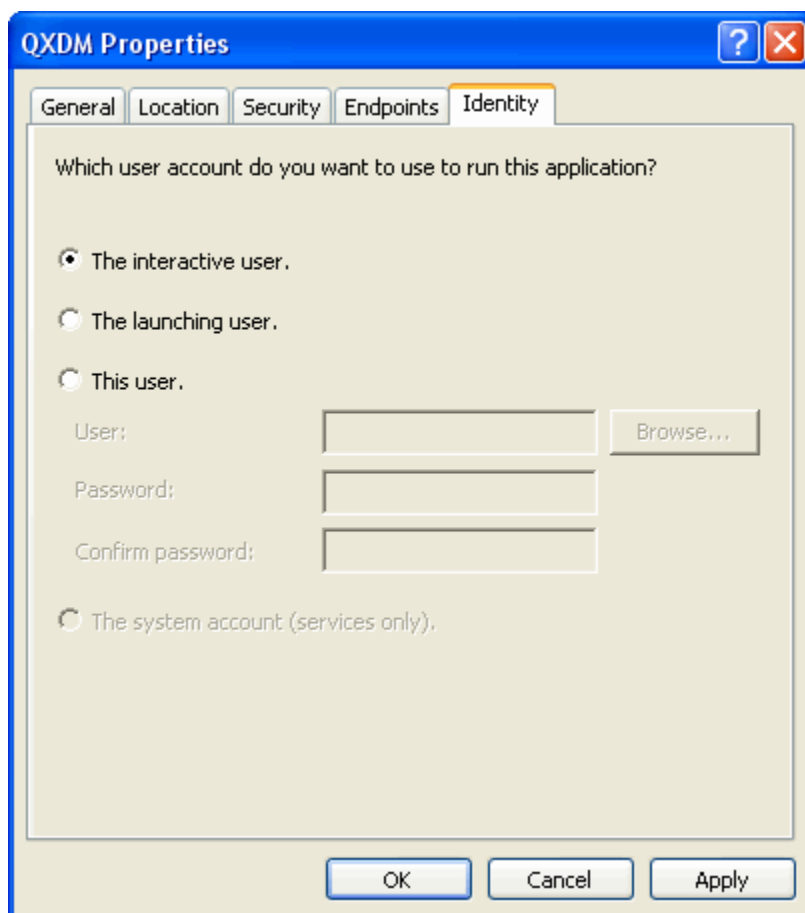 QXDM Properties
?
General Location Security Endpoints Identity
Which user account do you want to use to run this application?
The interactive user.
The launching user.
This user.
User: Browse...
Password:
Confirm password:
The system account (services only).
OK Cancel Apply